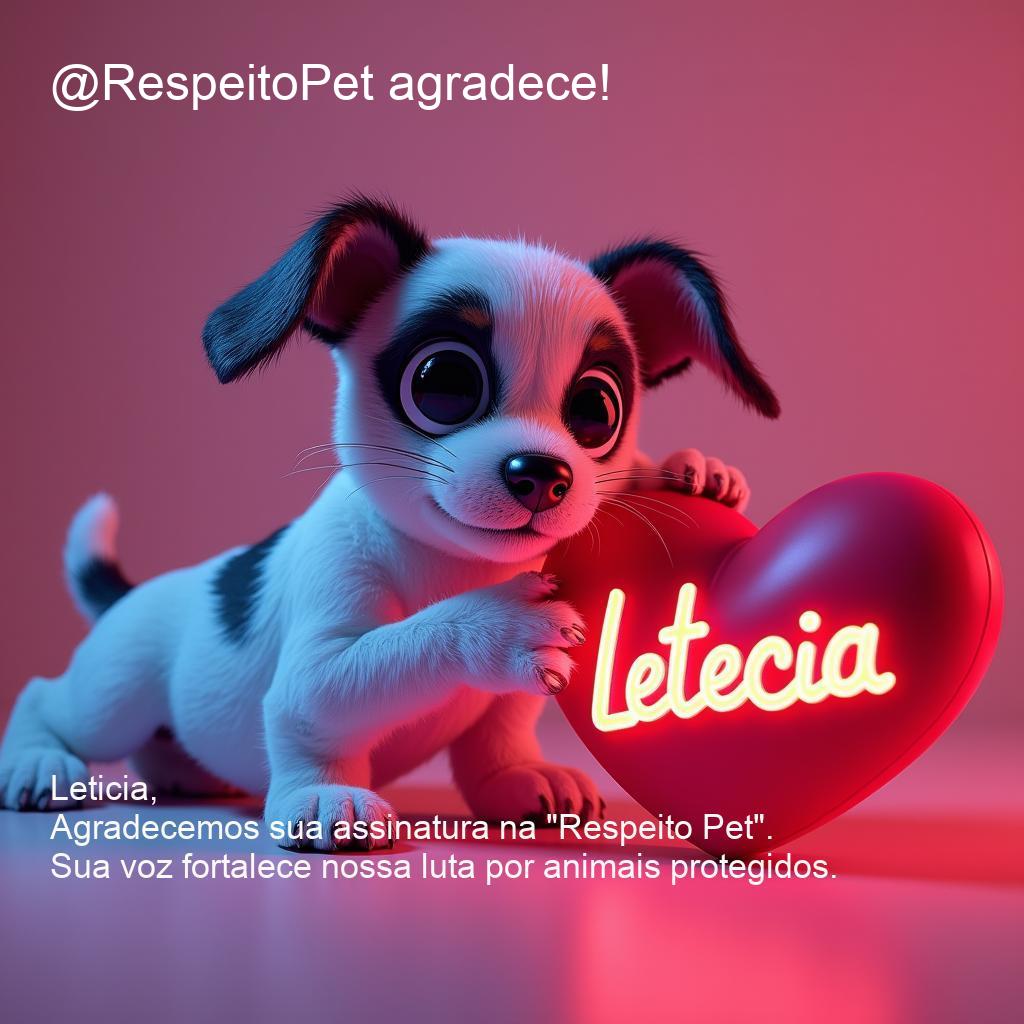 @RespeitoPet agradece!
Letecia
Leticia,
Agradecemos sua assinatura na "Respeito Pet".
Sua voz fortalece nossa luta por animais protegidos.